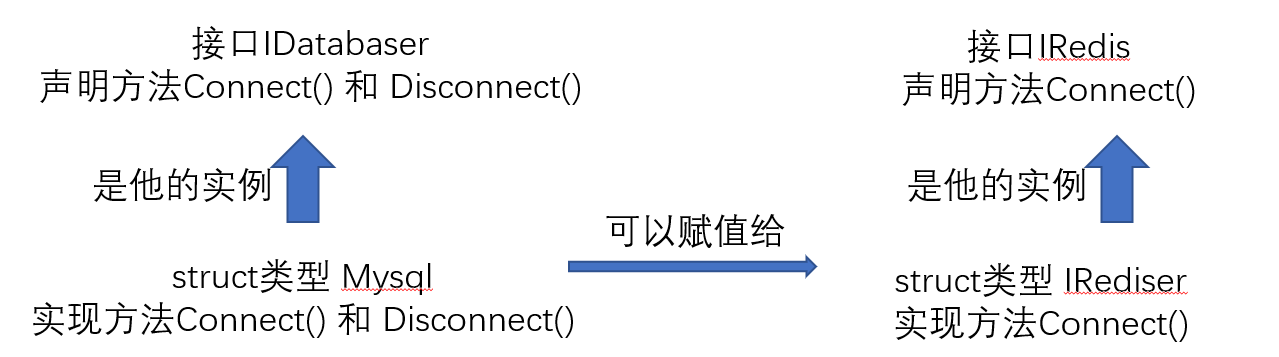 接口IDatabaser
声明方法Connect() 和 Disconnect()
是他的实例
struct类型 Mysql
实现方法Connect() 和 Disconnect()
可以赋值给
接口IRedis
声明方法Connect()
是他的实例
struct类型 IRediser
实现方法Connect()